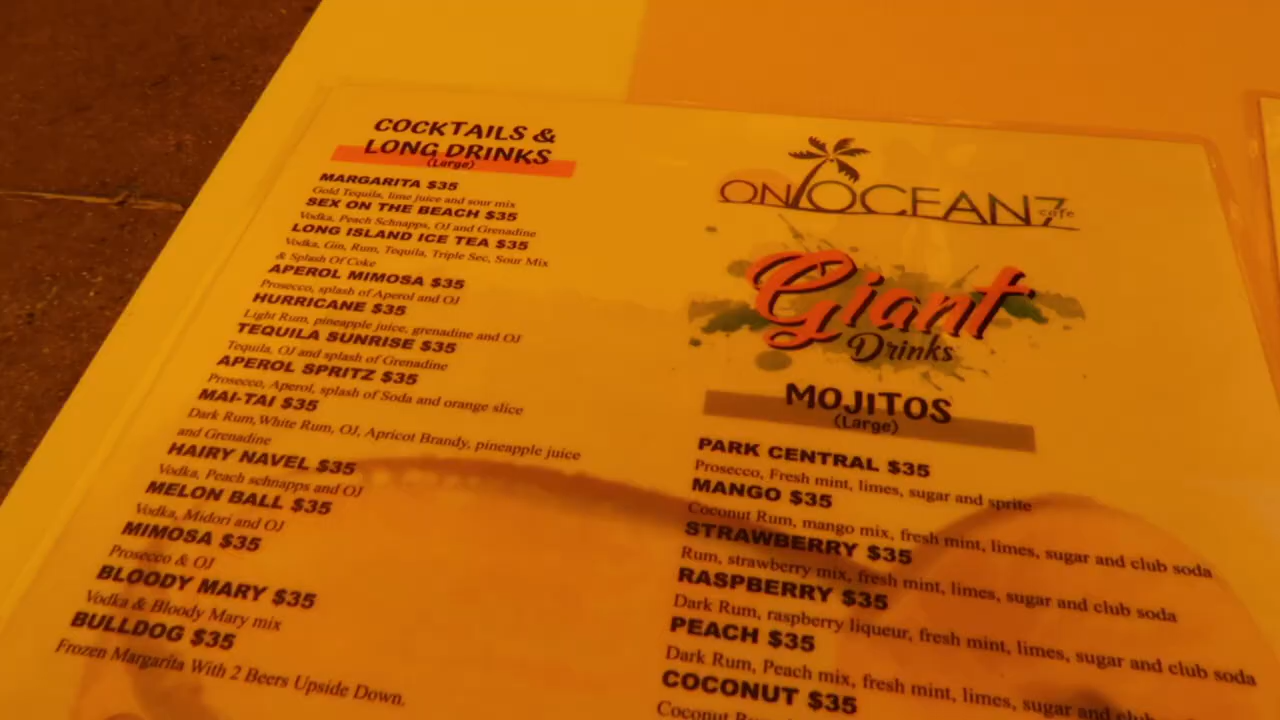 COCKTAILS &
LONG DRINKS
(Large)
MARGARITA $35
Gold Tequila, lime juice and sour mix
SEX ON THE BEACH $35
Vodka, Peach Schnapps, OJ and Grenadine
LONG ISLAND ICE TEA $35
Vodka, Gin, Rum, Tequila, Triple Sec, Sour Mix
& Splash Of Coke
APEROL MIMOSA $35
Prosecco, splash of Aperol and OJ
HURRICANE $35
Light Rum, pineapple juice, grenadine and OJ
TEQUILA SUNRISE $35
Tequila, OJ and splash of Grenadine
APEROL SPRITZ $35
Prosecco, Aperol, splash of Soda and orange slice
MAI-TAI $35
Dark Rum, White Rum, OJ, Apricot Brandy, pineapple juice
and Grenadine
HAIRY NAVEL $35
Vodka, Peach schnapps and OJ
MELON BALL $35
Vodka, Midori and OJ
MIMOSA $35
Prosecco & OJ
BLOODY MARY $35
Vodka & Bloody Mary mix
BULLDOG $35
Frozen Margarita With 2 Beers Upside Down.
ON OCEAN 7
cafe
Giant
Drinks
MOJITOS
(Large)
PARK CENTRAL $35
Prosecco, Fresh mint, limes, sugar and sprite
MANGO $35
Coconut Rum, mango mix, fresh mint, limes, sugar and club soda
STRAWBERRY $35
Rum, strawberry mix, fresh mint, limes, sugar and club soda
RASPBERRY $35
Dark Rum, raspberry liqueur, fresh mint, limes, sugar and club soda
PEACH $35
Dark Rum, Peach mix, fresh mint, limes, sugar and club
COCONUT $35
Coconut